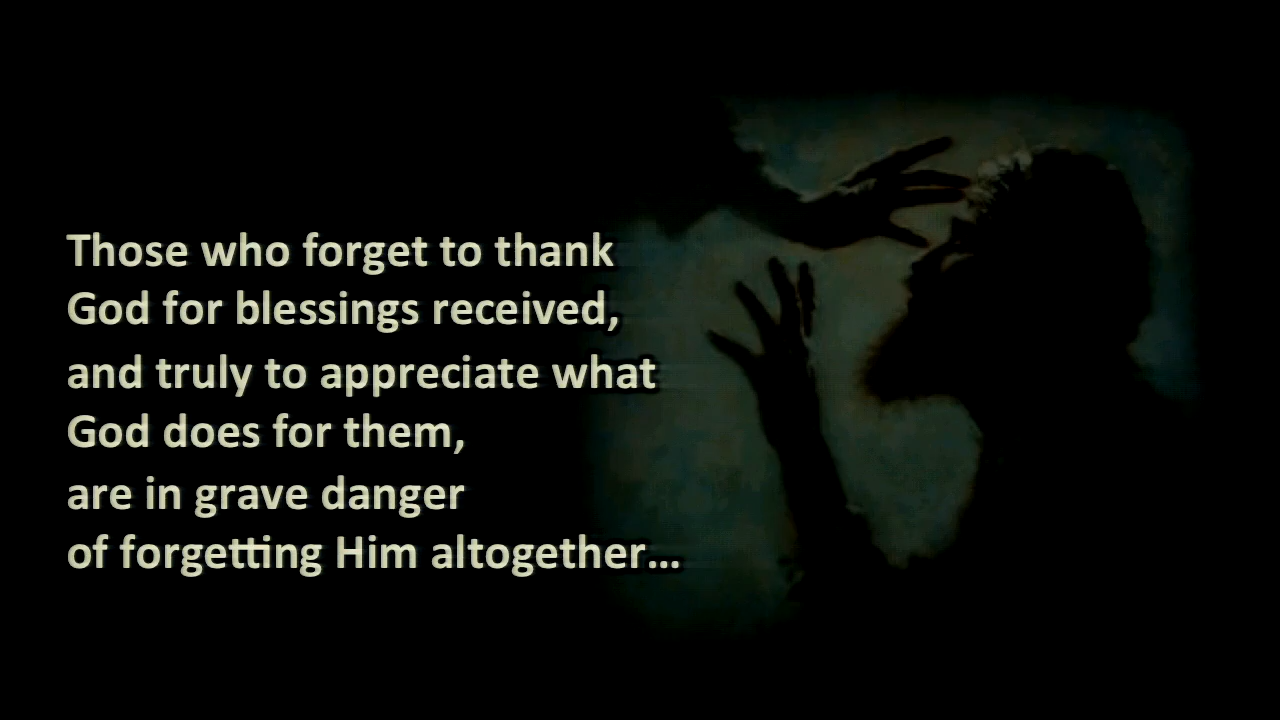 Those who forget to thank
God for blessings received,
and truly to appreciate what
God does for them,
are in grave danger
of forgetting Him altogether...